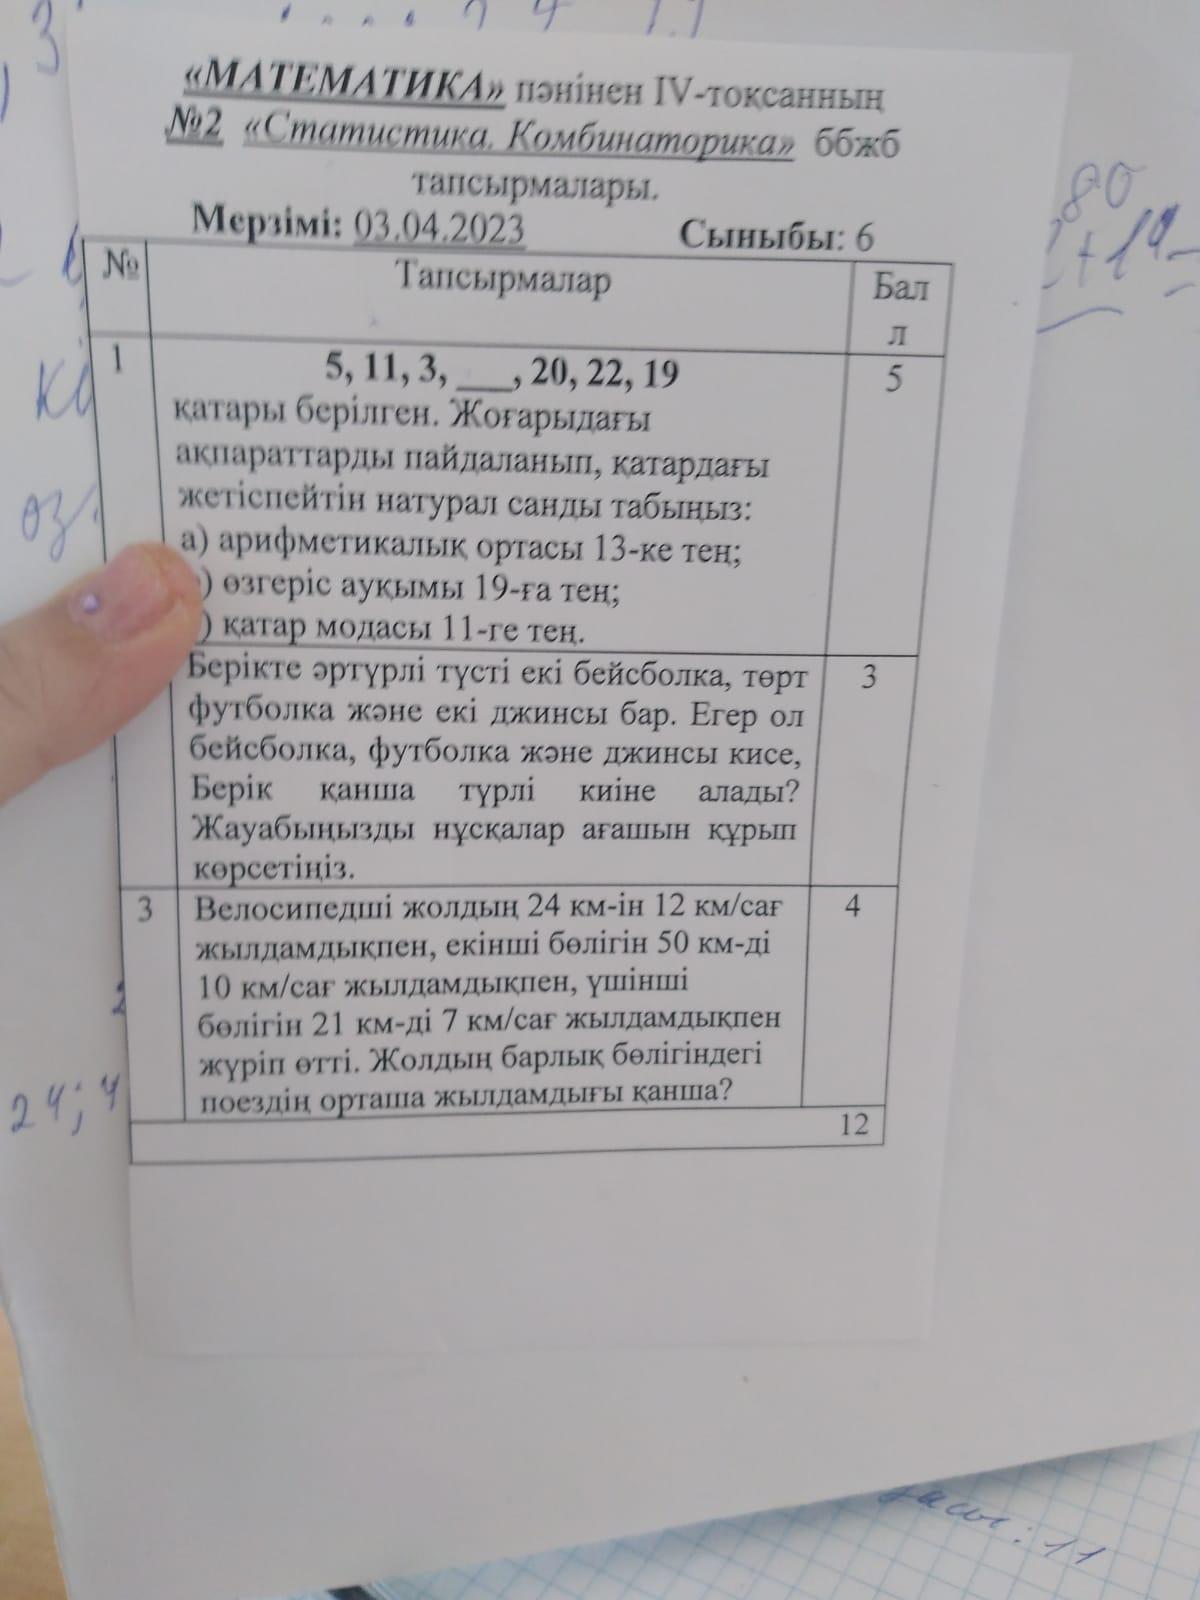 «МАТЕМАТИКА» пәнінен IV-тоқсанның
№2 «Статистика. Комбинаторика» ббжб
тапсырмалары.
Мерзімі: 03.04.2023 Сыныбы: 6
№ Тапсырмалар Бал
л
1 5, 11, 3, ___, 20, 22, 19 5
қатары берілген. Жоғарыдағы
ақпараттарды пайдаланып, қатардағы
жетіспейтін натурал санды табыңыз:
а) арифметикалық ортасы 13-ке тең;
) өзгеріс ауқымы 19-ға тең;
) қатар модасы 11-ге тең.
Берікте әртүрлі түсті екі бейсболка, төрт 3
футболка және екі джинсы бар. Егер ол
бейсболка, футболка және джинсы кисе,
Берік қанша түрлі киіне алады?
Жауабыңызды нұсқалар ағашын құрып
көрсетіңіз.
3 Велосипедші жолдың 24 км-ін 12 км/сағ 4
жылдамдықпен, екінші бөлігін 50 км-ді
10 км/сағ жылдамдықпен, үшінші
бөлігін 21 км-ді 7 км/сағ жылдамдықпен
жүріп өтті. Жолдың барлық бөлігіндегі
поездің орташа жылдамдығы қанша?
12
80
24; 4
: 11